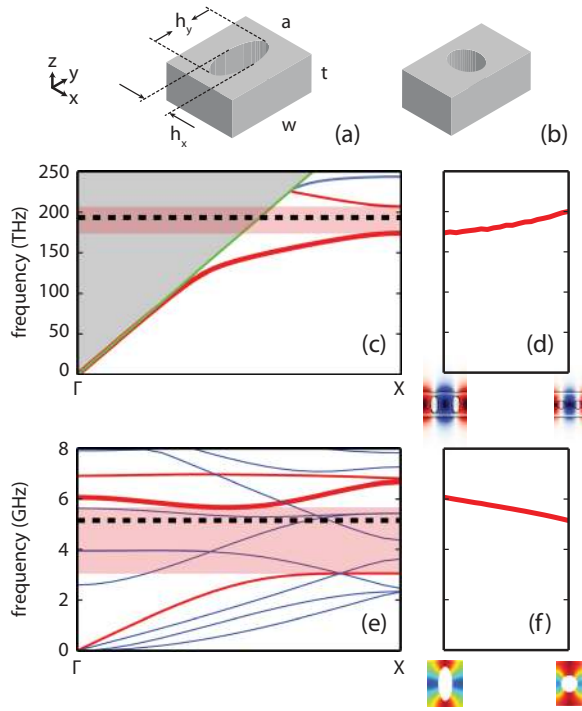 h_y
a
z
y
x
t
h_x
w
(a)
(b)
frequency (THz)
250
200
150
100
50
0
Γ
X
(c)
(d)
frequency (GHz)
8
6
4
2
0
Γ
X
(e)
(f)